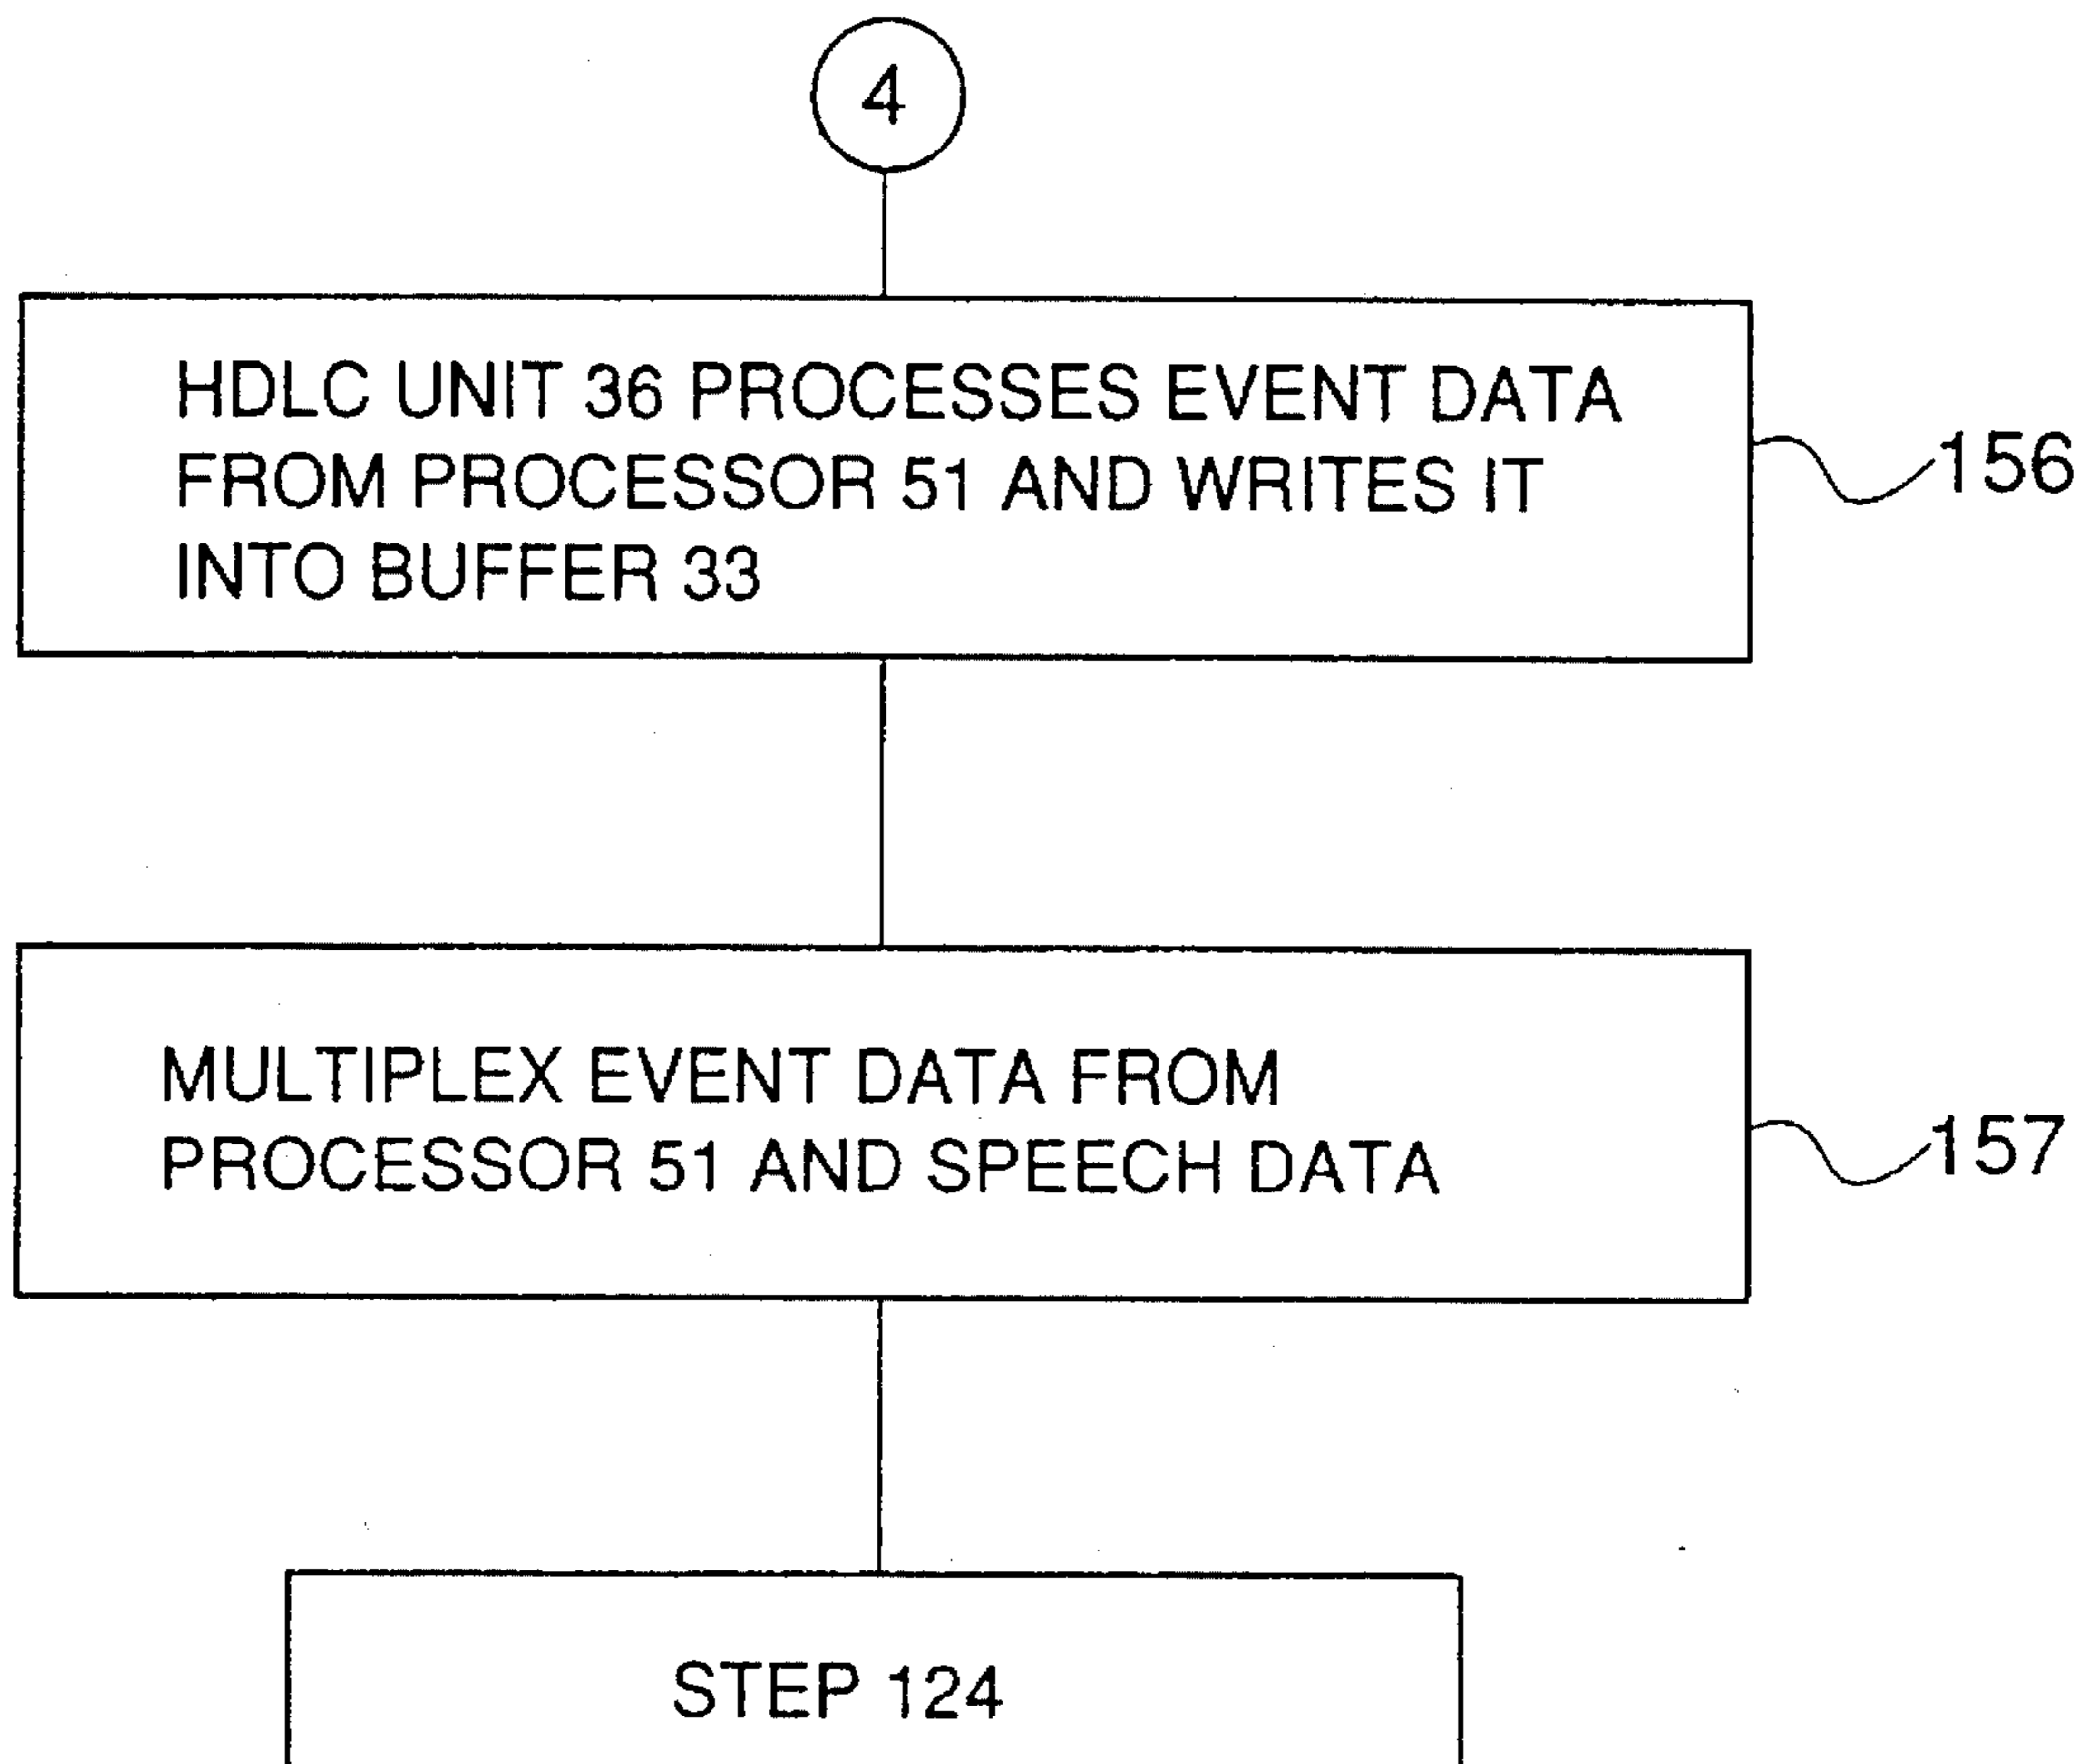 4
HDLC UNIT 36 PROCESSES EVENT DATA
FROM PROCESSOR 51 AND WRITES IT
INTO BUFFER 33
156
MULTIPLEX EVENT DATA FROM
PROCESSOR 51 AND SPEECH DATA
157
STEP 124